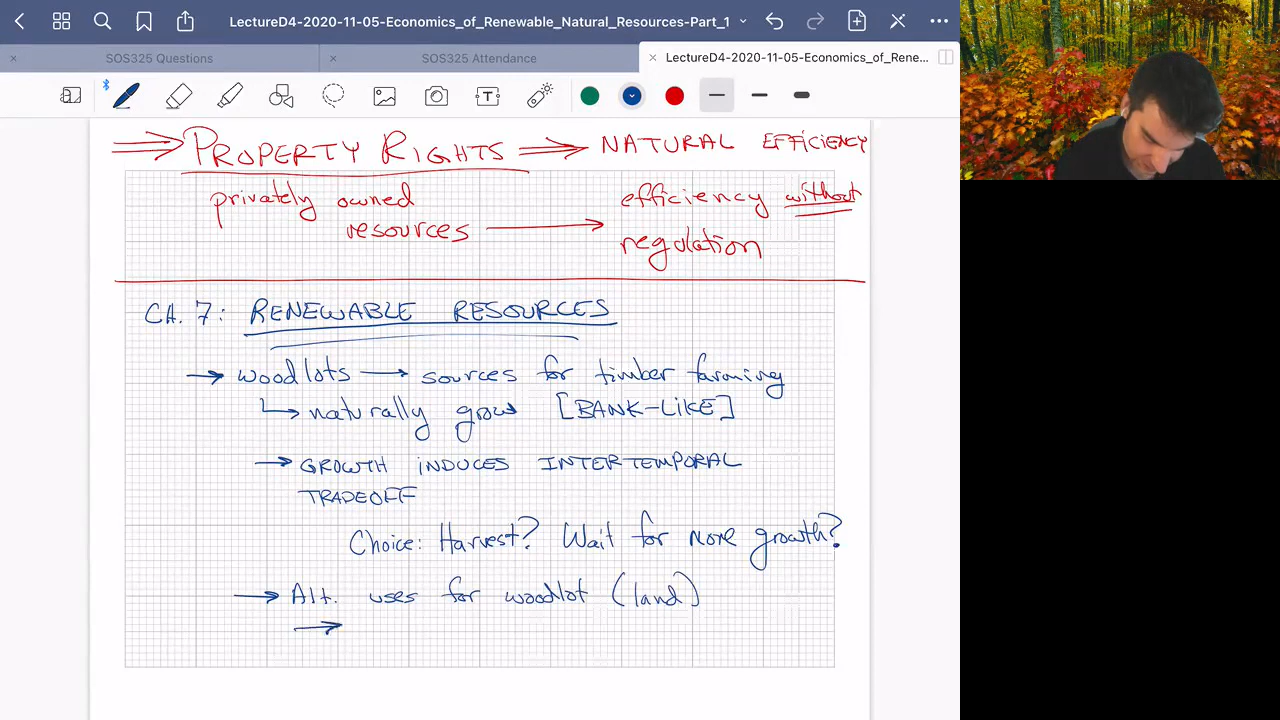 LectureD4-2020-11-05-Economics_of_Renewable_Natural_Resources-Part_1
SOS325 Questions
SOS325 Attendance
LectureD4-2020-11-05-Economics_of_Rene...
⇒ PROPERTY RIGHTS ⇒ NATURAL EFFICIENCY
privately owned
resources → efficiency without
regulation
CH. 7: RENEWABLE RESOURCES
→ woodlots → sources for timber farming
↳ naturally grow [BANK-LIKE]
→ GROWTH INDUCES INTERTEMPORAL
TRADEOFF
Choice: Harvest? Wait for more growth?
→ Alt. uses for woodlot (land)
→